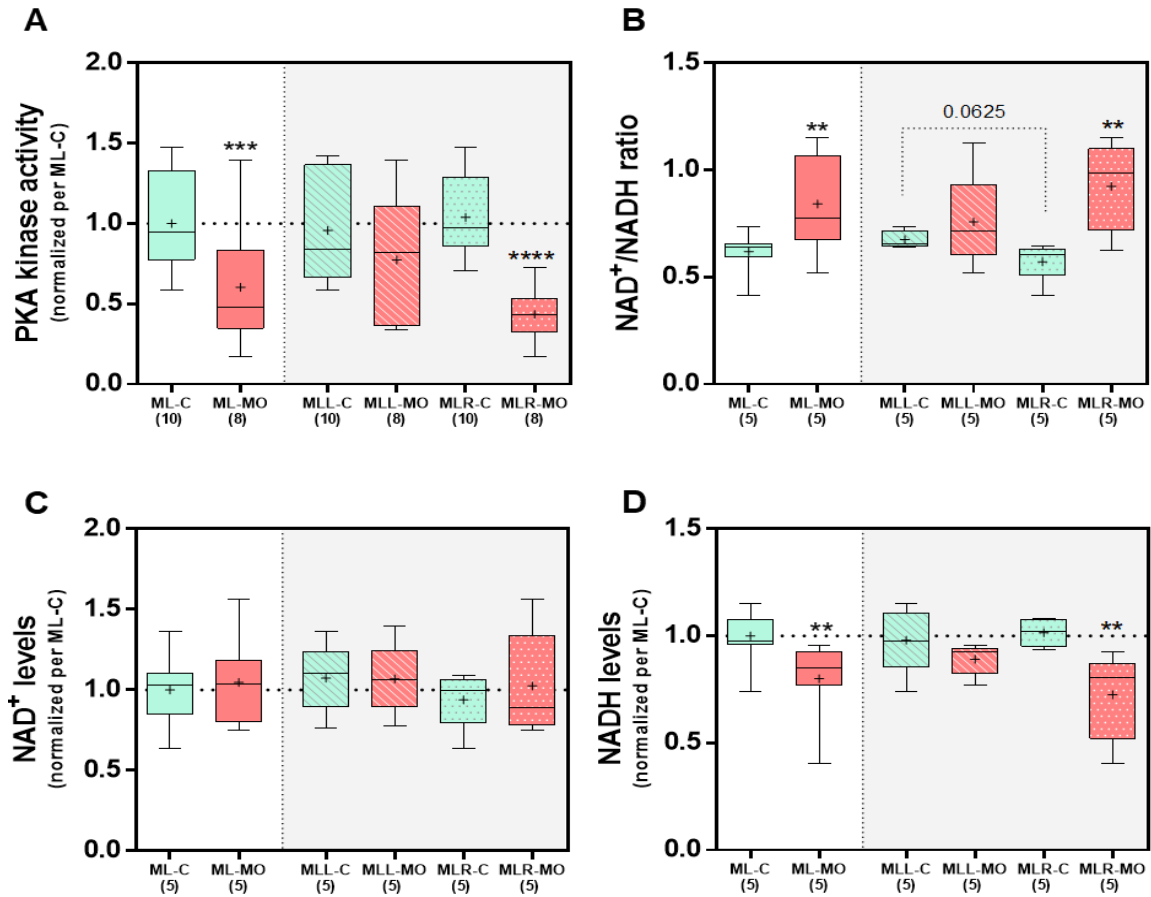 A
PKA kinase activity
(normalized per ML-C)
2.0
1.5
1.0
0.5
0.0
***
****
ML-C
(10)
ML-MO
(8)
MLL-C
(10)
MLL-MO
(8)
MLR-C
(10)
MLR-MO
(8)
B
NAD⁺/NADH ratio
1.5
1.0
0.5
0.0
**
0.0625
**
ML-C
(5)
ML-MO
(5)
MLL-C
(5)
MLL-MO
(5)
MLR-C
(5)
MLR-MO
(5)
C
NAD⁺ levels
(normalized per ML-C)
2.0
1.5
1.0
0.5
0.0
ML-C
(5)
ML-MO
(5)
MLL-C
(5)
MLL-MO
(5)
MLR-C
(5)
MLR-MO
(5)
D
NADH levels
(normalized per ML-C)
1.5
1.0
0.5
0.0
**
**
ML-C
(5)
ML-MO
(5)
MLL-C
(5)
MLL-MO
(5)
MLR-C
(5)
MLR-MO
(5)